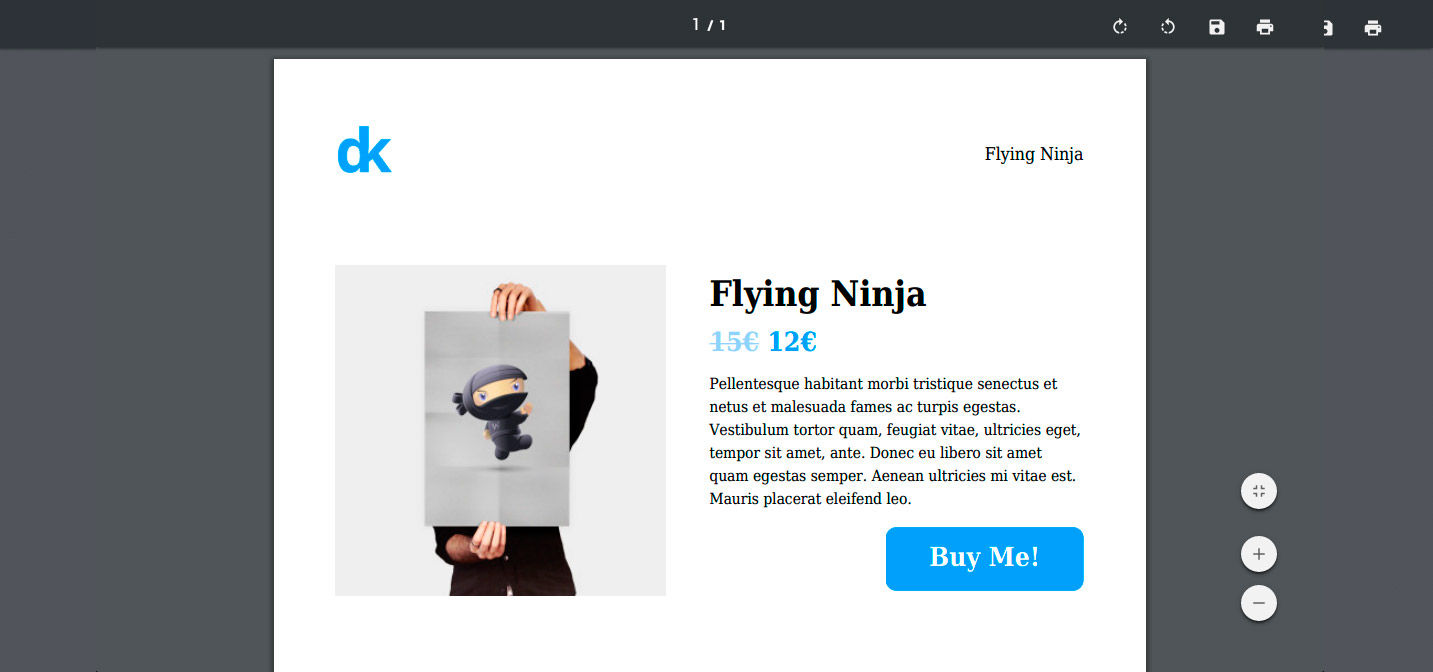 1 / 1
dk
Flying Ninja
Flying Ninja
15€ 12€
Pellentesque habitant morbi tristique senectus et
netus et malesuada fames ac turpis egestas.
Vestibulum tortor quam, feugiat vitae, ultricies eget,
tempor sit amet, ante. Donec eu libero sit amet
quam egestas semper. Aenean ultricies mi vitae est.
Mauris placerat eleifend leo.
Buy Me!